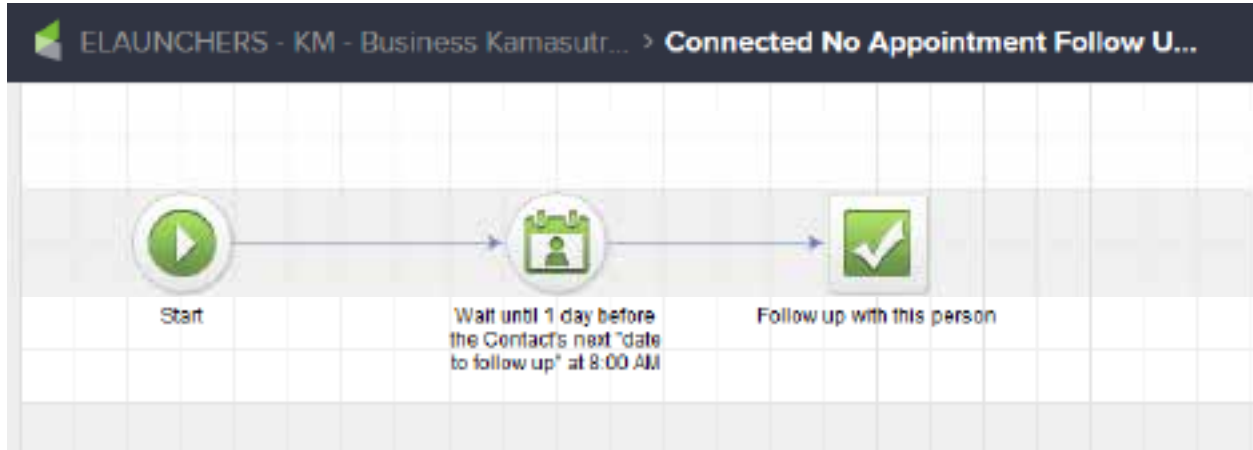 ELAUNCHERS - KM - Business Kamasutr... > Connected No Appointment Follow U...
Start
Wait until 1 day before
the Contact's next "date
to follow up" at 8:00 AM
Follow up with this person